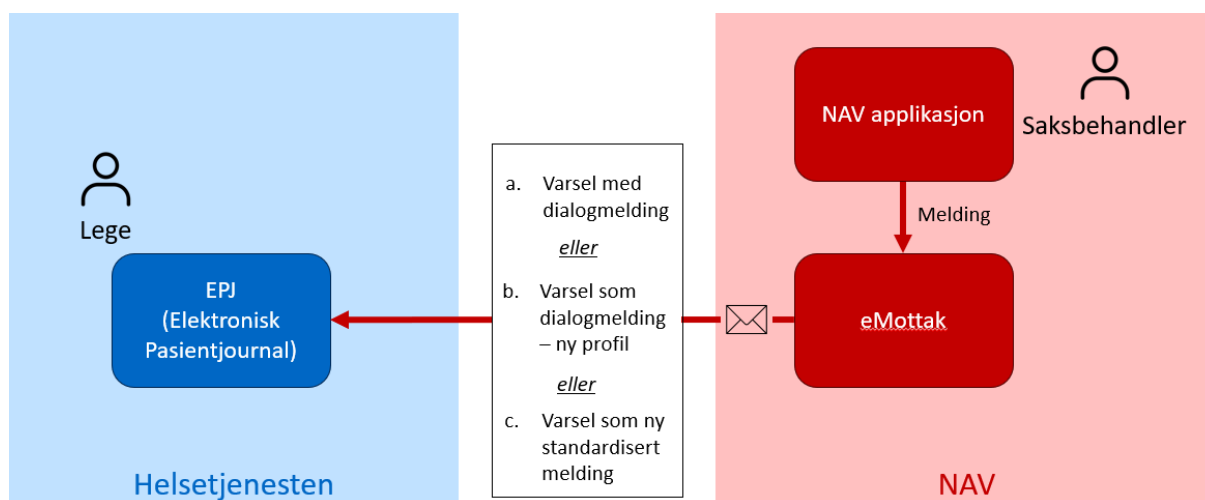 Lege
EPJ
(Elektronisk
Pasientjournal)
Helsetjenesten
a. Varsel med
dialogmelding
eller
b. Varsel som
dialogmelding
– ny profil
eller
c. Varsel som ny
standardisert
melding
NAV applikasjon
Saksbehandler
Melding
eMottak
NAV